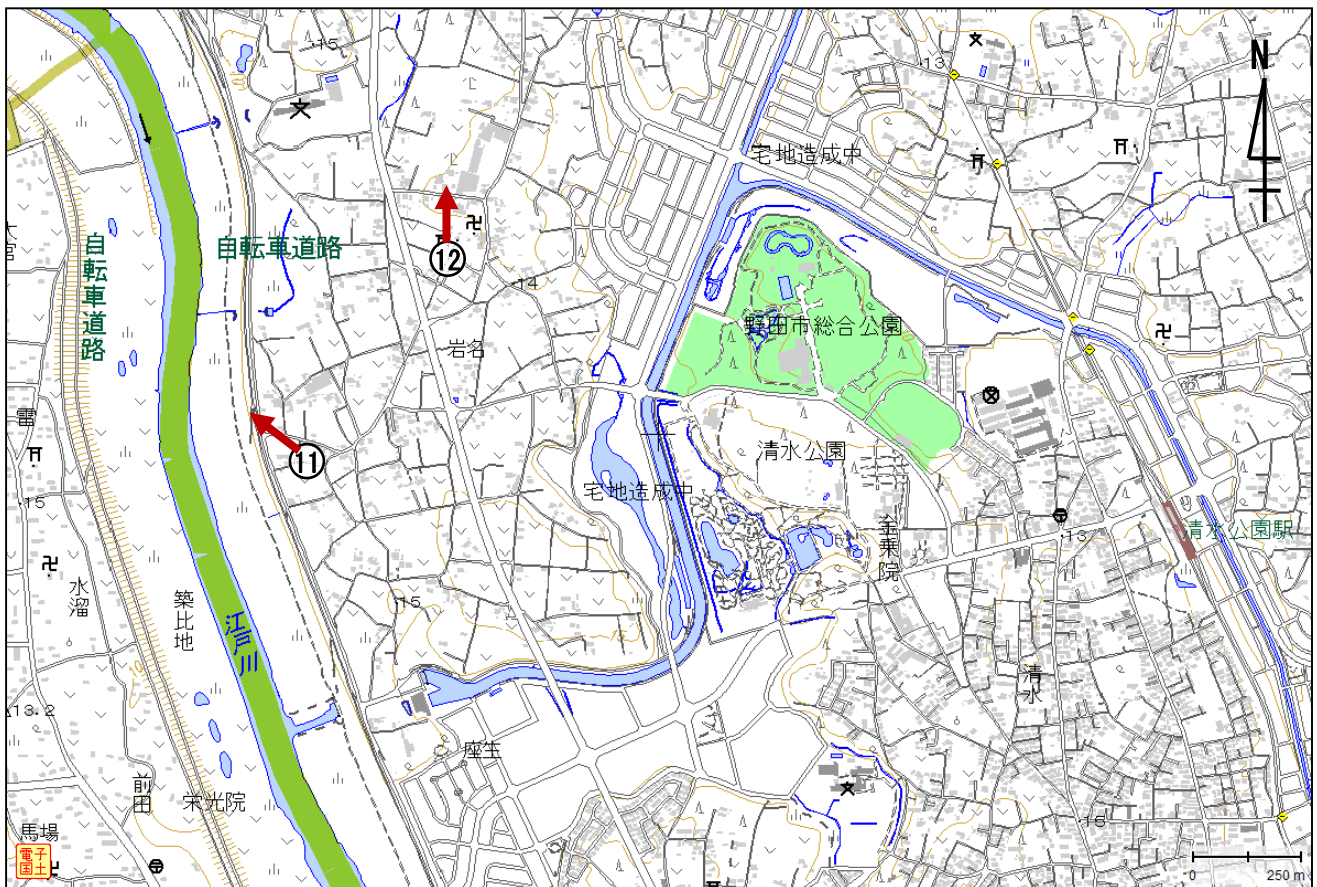 ・15
・13
N
宅地造成中
自転車道路
自転車道路
⑫
・14
野田市総合公園
岩名
雷
⑪
清水公園
宅地造成中
・15
金乗院
・13
清水公園駅
水溜
築比地
・15
江戸川
清水
13.2
座生
前田
栄光院
・15
馬場
電子
国土
0
250 m